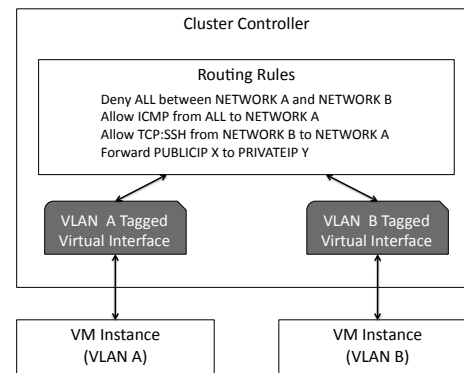 Cluster Controller
Routing Rules
Deny ALL between NETWORK A and NETWORK B
Allow ICMP from ALL to NETWORK A
Allow TCP:SSH from NETWORK B to NETWORK A
Forward PUBLICIP X to PRIVATEIP Y
VLAN A Tagged
Virtual Interface
VLAN B Tagged
Virtual Interface
VM Instance
(VLAN A)
VM Instance
(VLAN B)